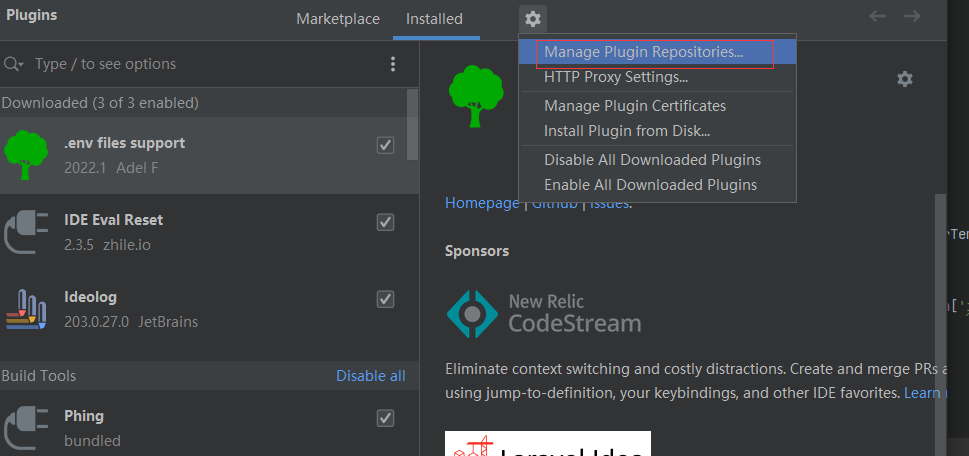 Plugins
Marketplace
Installed
Type / to see options
Downloaded (3 of 3 enabled)
.env files support
2022.1 Adel F
IDE Eval Reset
2.3.5 zhile.io
Ideolog
203.0.27.0 JetBrains
Build Tools
Disable all
Phing
bundled
Manage Plugin Repositories...
HTTP Proxy Settings...
Manage Plugin Certificates
Install Plugin from Disk...
Disable All Downloaded Plugins
Enable All Downloaded Plugins
Homepage | Github | Issues.
Sponsors
New Relic
CodeStream
Eliminate context switching and costly distractions. Create and merge PRs
using jump-to-definition, your keybindings, and other IDE favorites. Learn
Laravel Idea